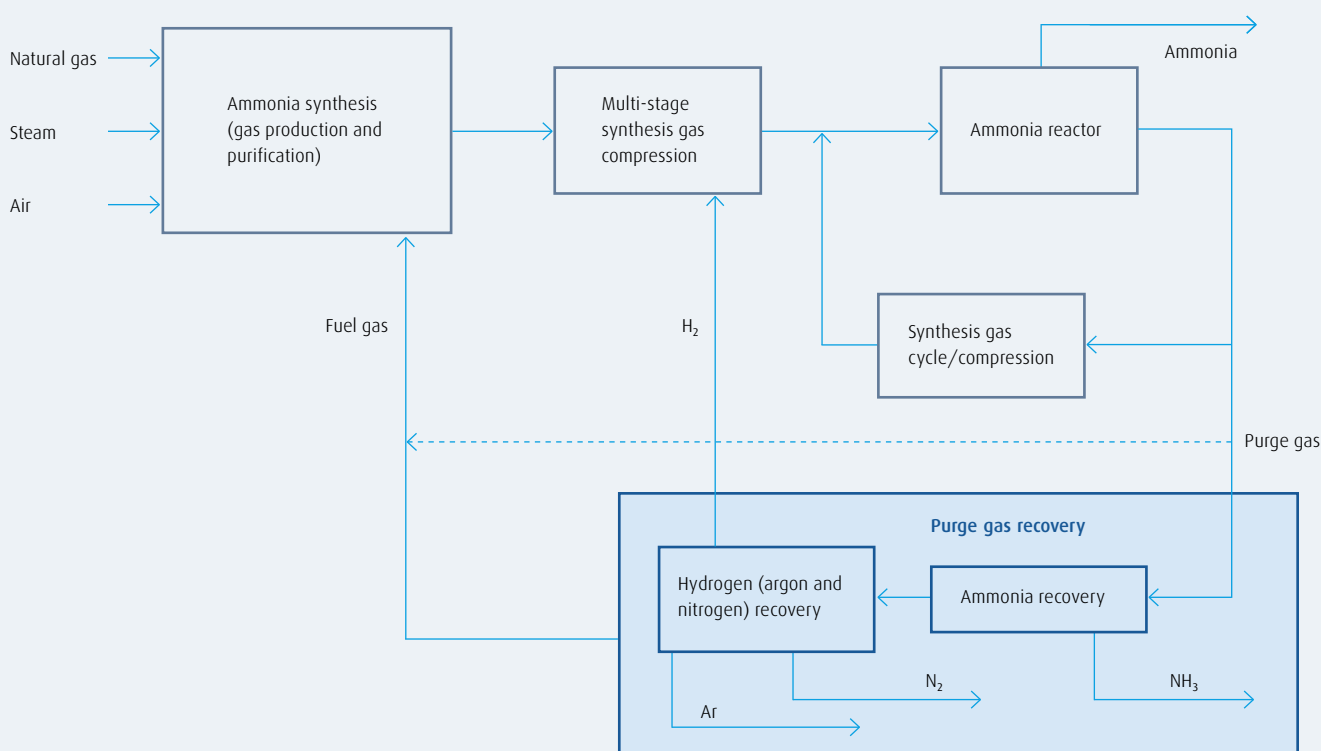 Natural gas
Steam
Air
Ammonia synthesis
(gas production and
purification)
Multi-stage
synthesis gas
compression
Ammonia reactor
Ammonia
Fuel gas
H₂
Synthesis gas
cycle/compression
Purge gas
Purge gas recovery
Hydrogen (argon and
nitrogen) recovery
Ammonia recovery
N₂
NH₃
Ar